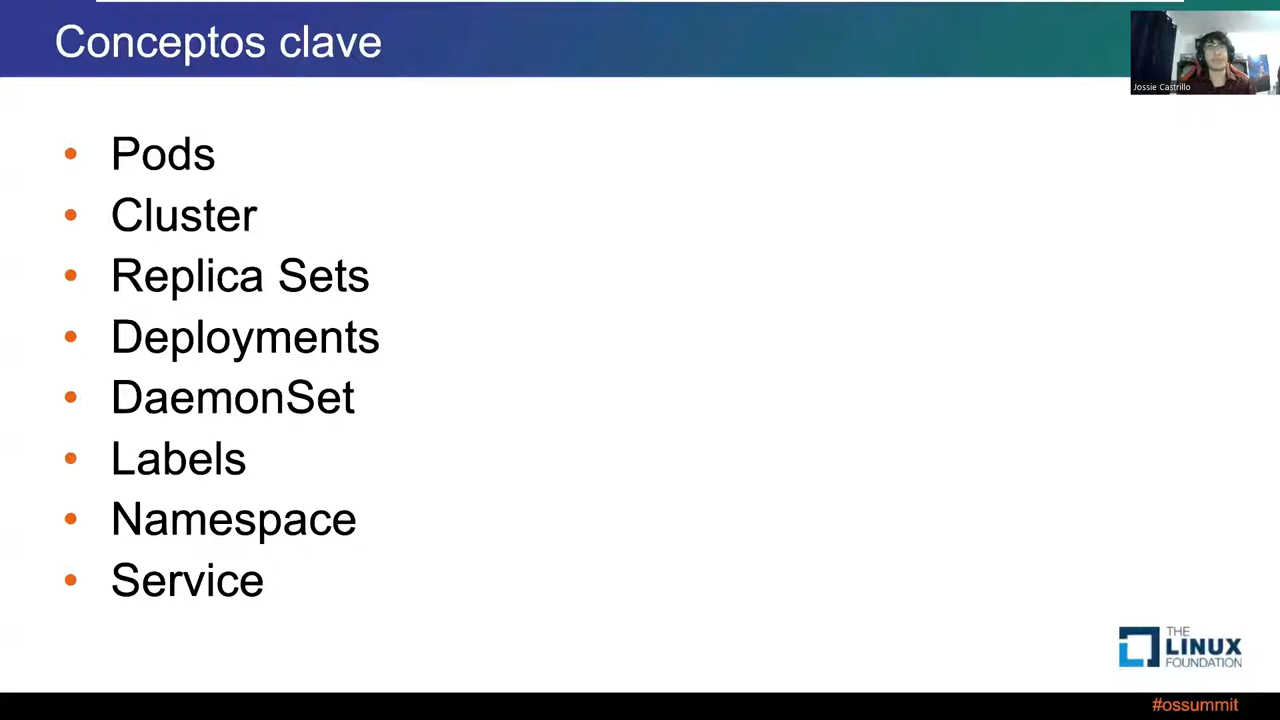 Conceptos clave
Jossie Castrillo
• Pods
• Cluster
• Replica Sets
• Deployments
• DaemonSet
• Labels
• Namespace
• Service
THE
LINUX
FOUNDATION
#ossummit